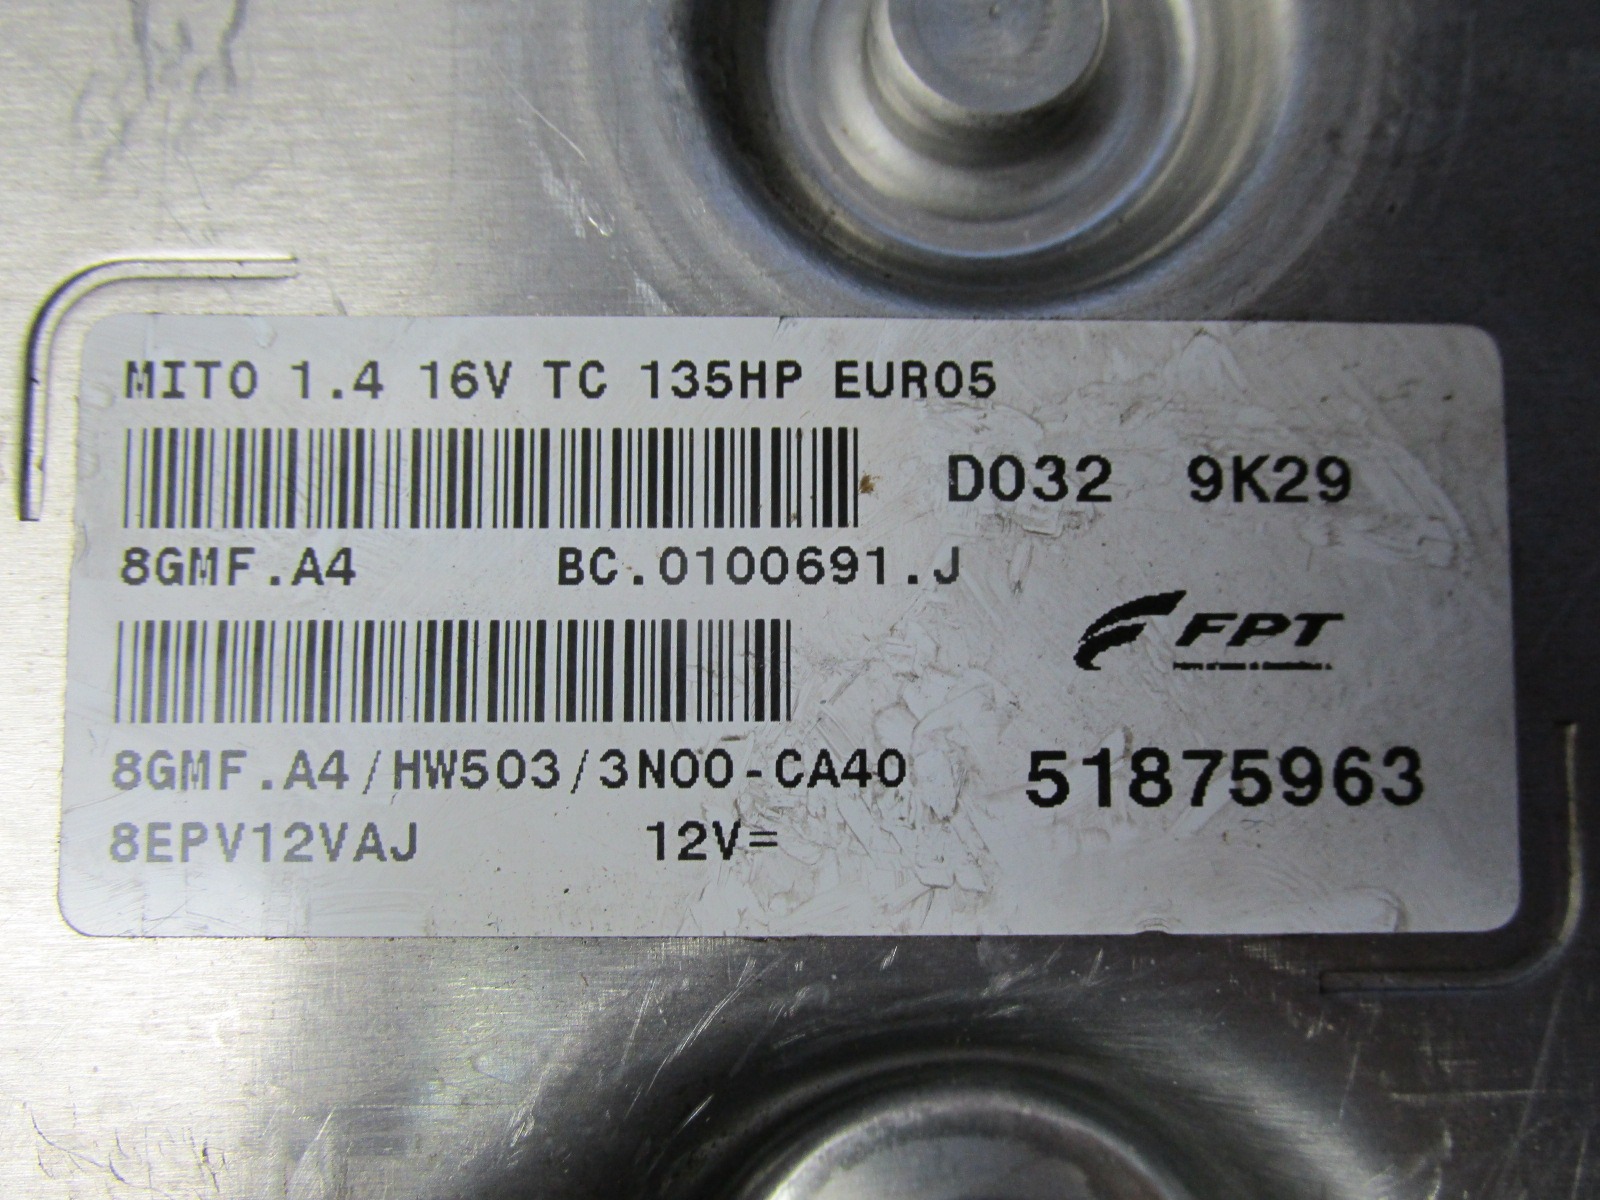 MITO 1.4 16V TC 135HP EURO5
D032 9K29
8GMF.A4 BC.0100691.J
FPT
8GMF.A4/HW503/3N00-CA40
51875963
8EPV12VAJ 12V=